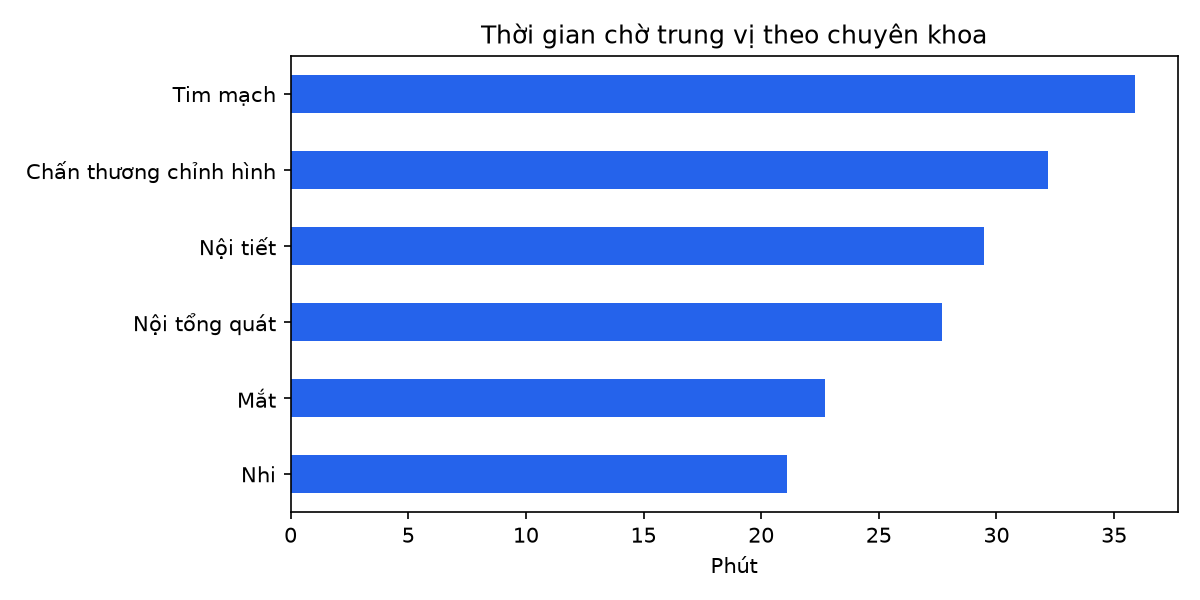 Thời gian chờ trung vị theo chuyên khoa
Tim mạch
Chấn thương chỉnh hình
Nội tiết
Nội tổng quát
Mắt
Nhi
0 5 10 15 20 25 30 35
Phút